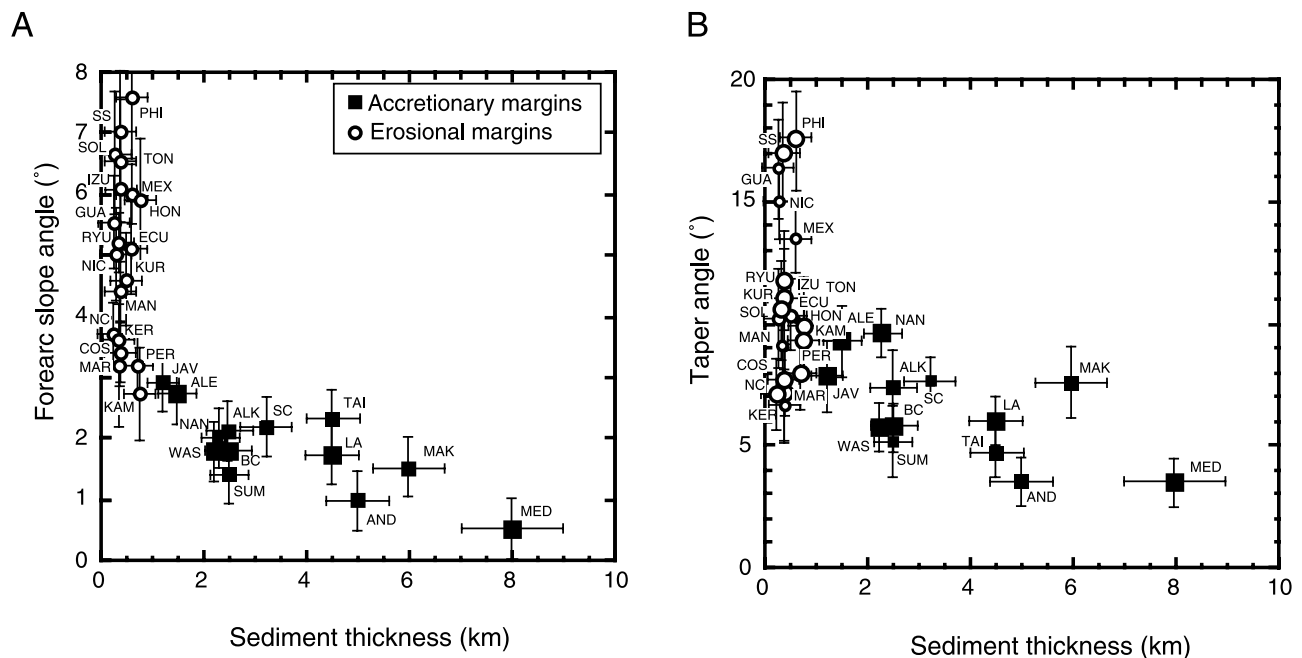 A
B
8
7
6
5
4
3
2
1
0
Forearc slope angle (°)
Accretionary margins
Erosional margins
PHI
SS
SOL
TON
IZU
MEX
HON
GUA
RYU
ECU
NIC
KUR
MAN
NC
KER
COS
PER
MAR
JAV
ALE
KAM
NAN
ALK
SC
TAI
WAS
BC
LA
MAK
SUM
AND
MED
0
2
4
6
8
10
Sediment thickness (km)
20
15
10
5
0
Taper angle (°)
PHI
SS
GUA
NIC
MEX
RYU
IZU
TON
KUR
ECU
SOL
HON
ALE
NAN
MAN
KAM
COS
PER
ALK
MAK
NC
MAR
JAV
SC
KER
BC
LA
WAS
SUM
TAI
AND
MED
0
2
4
6
8
10
Sediment thickness (km)